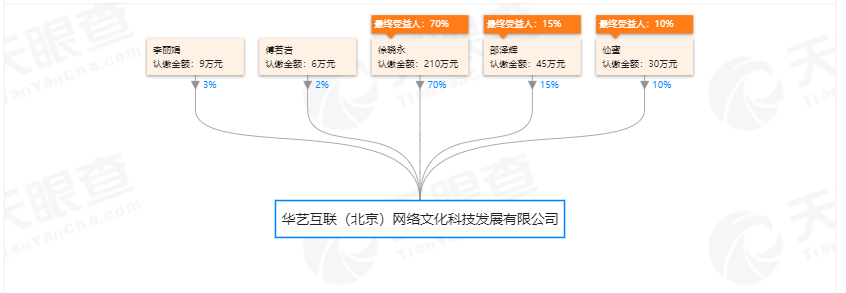 最终受益人：70%
最终受益人：15%
最终受益人：10%
李丽娟
认缴金额：9万元
傅若岩
认缴金额：6万元
徐晓永
认缴金额：210万元
邵泽辉
认缴金额：45万元
仙蜜
认缴金额：30万元
3%
2%
70%
15%
10%
华艺互联（北京）网络文化科技发展有限公司
天眼查
TianYanCha.com